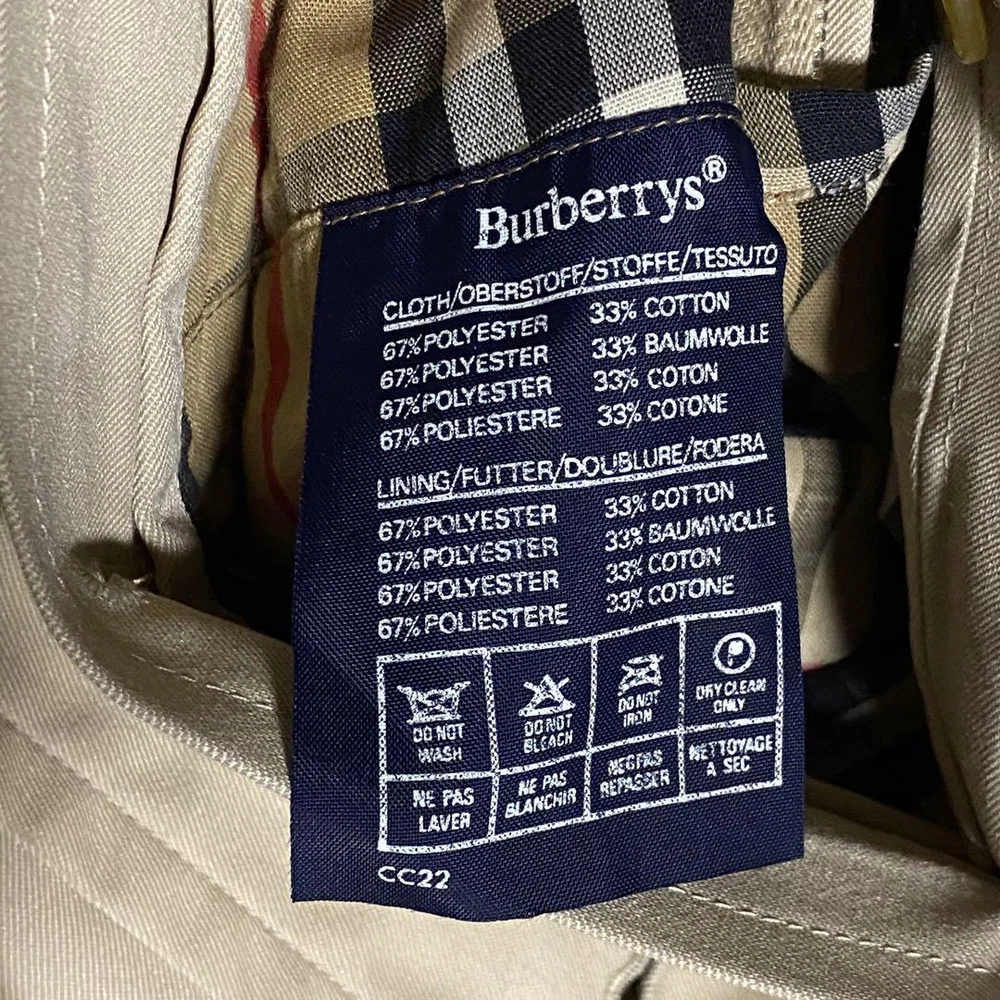 Burberrys®
CLOTH/OBERSTOFF/STOFFE/TESSUTO
67% POLYESTER 33% COTTON
67% POLYESTER 33% BAUMWOLLE
67% POLYESTER 33% COTON
67% POLIESTERE 33% COTONE
LINING/FUTTER/DOUBLURE/FODERA
67% POLYESTER 33% COTTON
67% POLYESTER 33% BAUMWOLLE
67% POLYESTER 33% COTON
67% POLIESTERE 33% COTONE
DO NOT
WASH
DO NOT
BLEACH
DO NOT
IRON
P
DRY CLEAN
ONLY
NE PAS
LAVER
NE PAS
BLANCHIR
NE PAS
REPASSER
NETTOYAGE
A SEC
CC22